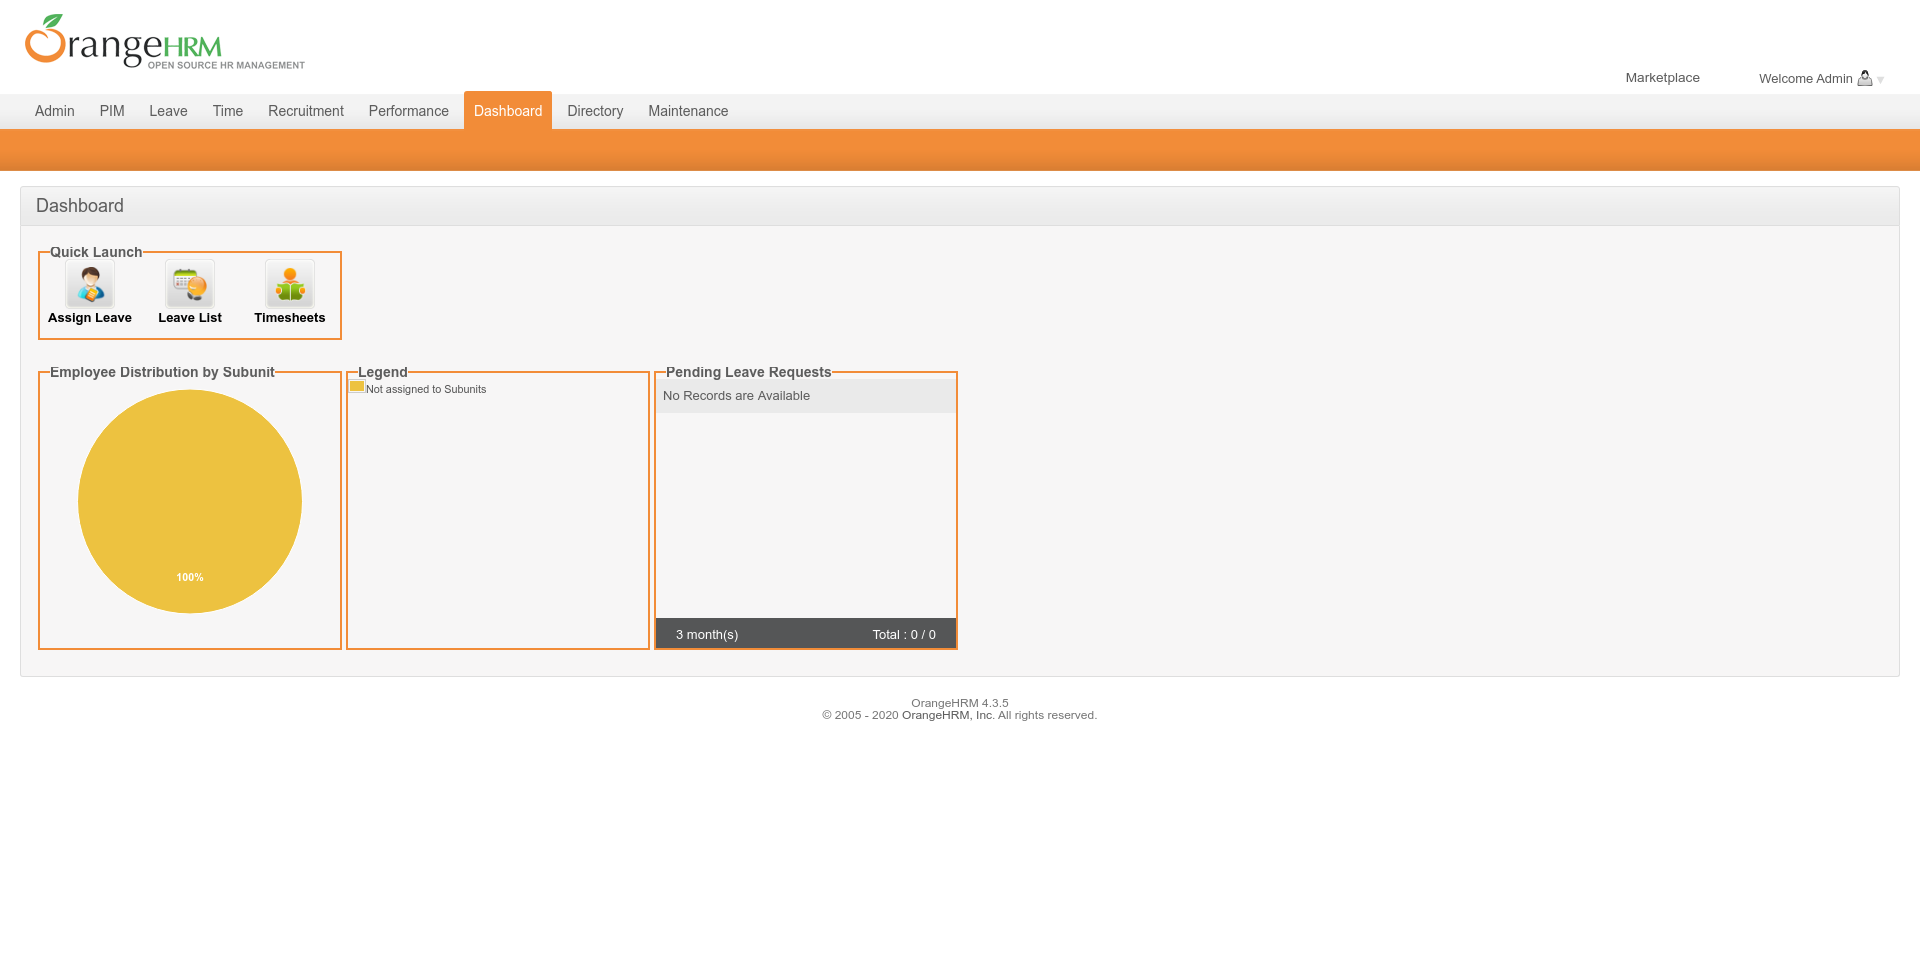 OrangeHRM
OPEN SOURCE HR MANAGEMENT
Marketplace
Welcome Admin
Admin PIM Leave Time Recruitment Performance Dashboard Directory Maintenance
Dashboard
Quick Launch
Assign Leave Leave List Timesheets
Employee Distribution by Subunit
100%
Legend
Not assigned to Subunits
Pending Leave Requests
No Records are Available
3 month(s) Total : 0 / 0
OrangeHRM 4.3.5
© 2005 - 2020 OrangeHRM, Inc. All rights reserved.